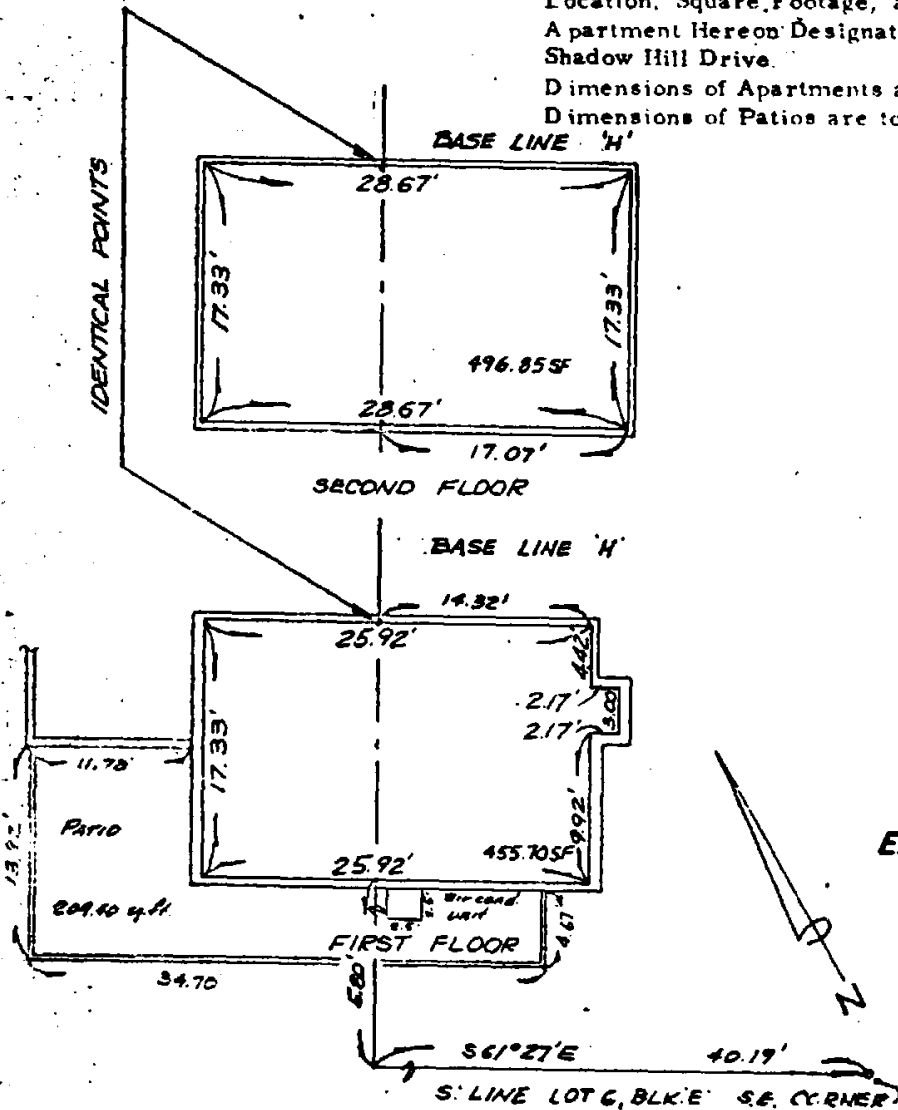 Location, Square Footage, a
Apartment Hereon Designat
Shadow Hill Drive.
Dimensions of Apartments a
Dimensions of Patios are to
BASE LINE 'H'
IDENTICAL POINTS
28.67'
17.33'
17.33'
496.85 SF
28.67'
17.07'
SECOND FLOOR
BASE LINE 'H'
14.32'
25.92'
4.42'
2.17'
3.00
2.17'
17.33'
11.78'
PATIO
13.92'
9.92'
455.70 SF
25.92'
209.40 sq. ft.
air cond.
unit
4.67'
FIRST FLOOR
34.70
5.80'
E
N
S 61° 27' E 40.19'
S. LINE LOT 6, BLK. E S.E. CORNER